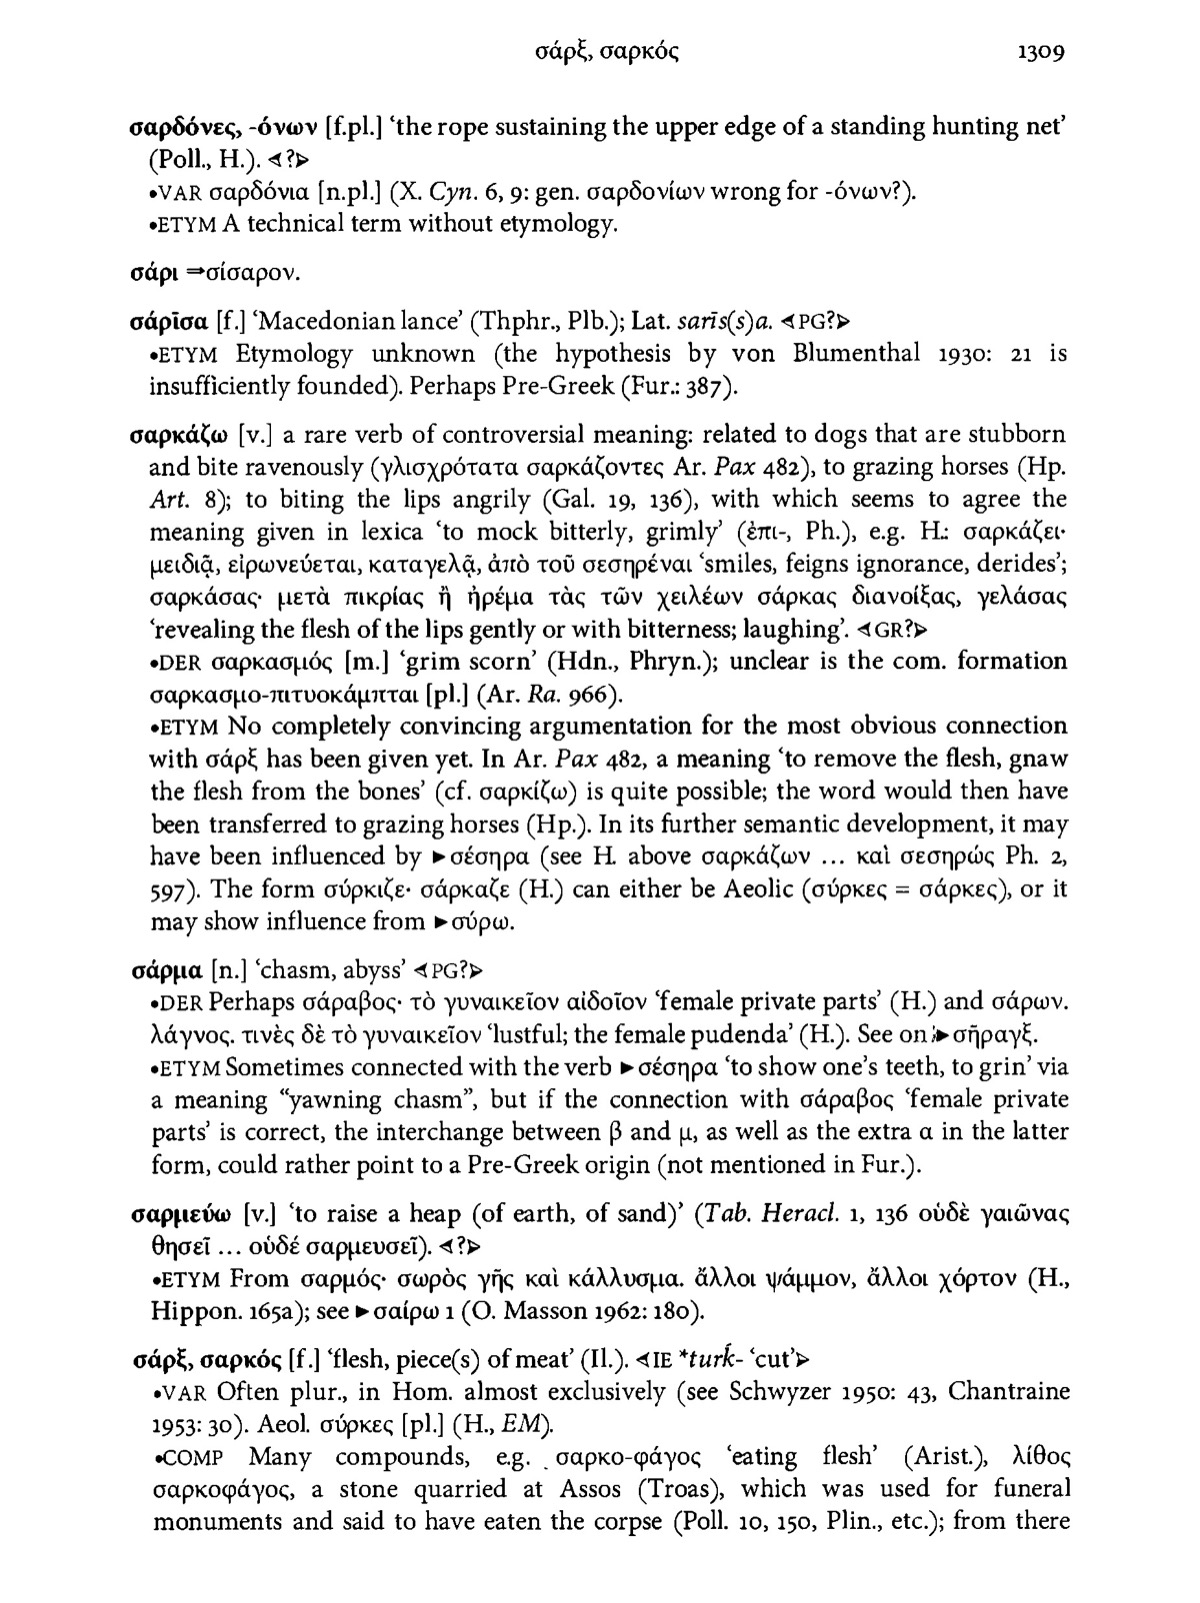 σάρξ, σαρκός 1309
σαρδόνες, -όνων [f.pl.] ‘the rope sustaining the upper edge of a standing hunting net’
(Poll., H.). ⋖?⋗
•VAR σαρδόνια [n.pl.] (X. Cyn. 6, 9: gen. σαρδονίων wrong for -όνων?).
•ETYM A technical term without etymology.
σάρι ⇒σίσαρον.
σάρῑσα [f.] ‘Macedonian lance’ (Thphr., Plb.); Lat. sarīs(s)a. ⋖PG?⋗
•ETYM Etymology unknown (the hypothesis by von Blumenthal 1930: 21 is
insufficiently founded). Perhaps Pre-Greek (Fur.: 387).
σαρκάζω [v.] a rare verb of controversial meaning: related to dogs that are stubborn
and bite ravenously (γλισχρότατα σαρκάζοντες Ar. Pax 482), to grazing horses (Hp.
Art. 8); to biting the lips angrily (Gal. 19, 136), with which seems to agree the
meaning given in lexica ‘to mock bitterly, grimly’ (ἐπι-, Ph.), e.g. H.: σαρκάζει·
μειδιᾷ, εἰρωνεύεται, καταγελᾷ, ἀπὸ τοῦ σεσηρέναι ‘smiles, feigns ignorance, derides’;
σαρκάσας· μετὰ πικρίας ἢ ἠρέμα τὰς τῶν χειλέων σάρκας διανοίξας, γελάσας
‘revealing the flesh of the lips gently or with bitterness; laughing’. ⋖GR?⋗
•DER σαρκασμός [m.] ‘grim scorn’ (Hdn., Phryn.); unclear is the com. formation
σαρκασμο-πιτυοκάμπται [pl.] (Ar. Ra. 966).
•ETYM No completely convincing argumentation for the most obvious connection
with σάρξ has been given yet. In Ar. Pax 482, a meaning ‘to remove the flesh, gnaw
the flesh from the bones’ (cf. σαρκίζω) is quite possible; the word would then have
been transferred to grazing horses (Hp.). In its further semantic development, it may
have been influenced by ►σέσηρα (see H. above σαρκάζων ... καὶ σεσηρώς Ph. 2,
597). The form σύρκιζε· σάρκαζε (H.) can either be Aeolic (σύρκες = σάρκες), or it
may show influence from ►σύρω.
σάρμα [n.] ‘chasm, abyss’ ⋖PG?⋗
•DER Perhaps σάραβος· τὸ γυναικεῖον αἰδοῖον ‘female private parts’ (H.) and σάρων.
λάγνος. τινὲς δὲ τὸ γυναικεῖον ‘lustful; the female pudenda’ (H.). See on ►σῆραγξ.
•ETYM Sometimes connected with the verb ►σέσηρα ‘to show one’s teeth, to grin’ via
a meaning “yawning chasm”, but if the connection with σάραβος ‘female private
parts’ is correct, the interchange between β and μ, as well as the extra α in the latter
form, could rather point to a Pre-Greek origin (not mentioned in Fur.).
σαρμεύω [v.] ‘to raise a heap (of earth, of sand)’ (Tab. Heracl. 1, 136 οὐδὲ γαιῶνας
θησεῖ ... οὐδέ σαρμευσεῖ). ⋖?⋗
•ETYM From σαρμός· σωρὸς γῆς καὶ κάλλυσμα. ἄλλοι ψάμμον, ἄλλοι χόρτον (H.,
Hippon. 165a); see ►σαίρω 1 (O. Masson 1962: 180).
σάρξ, σαρκός [f.] ‘flesh, piece(s) of meat’ (Il.). ⋖IE *turḱ- ‘cut’⋗
•VAR Often plur., in Hom. almost exclusively (see Schwyzer 1950: 43, Chantraine
1953: 30). Aeol. σύρκες [pl.] (H., EM).
•COMP Many compounds, e.g. σαρκο-φάγος ‘eating flesh’ (Arist.), λίθος
σαρκοφάγος, a stone quarried at Assos (Troas), which was used for funeral
monuments and said to have eaten the corpse (Poll. 10, 150, Plin., etc.); from there